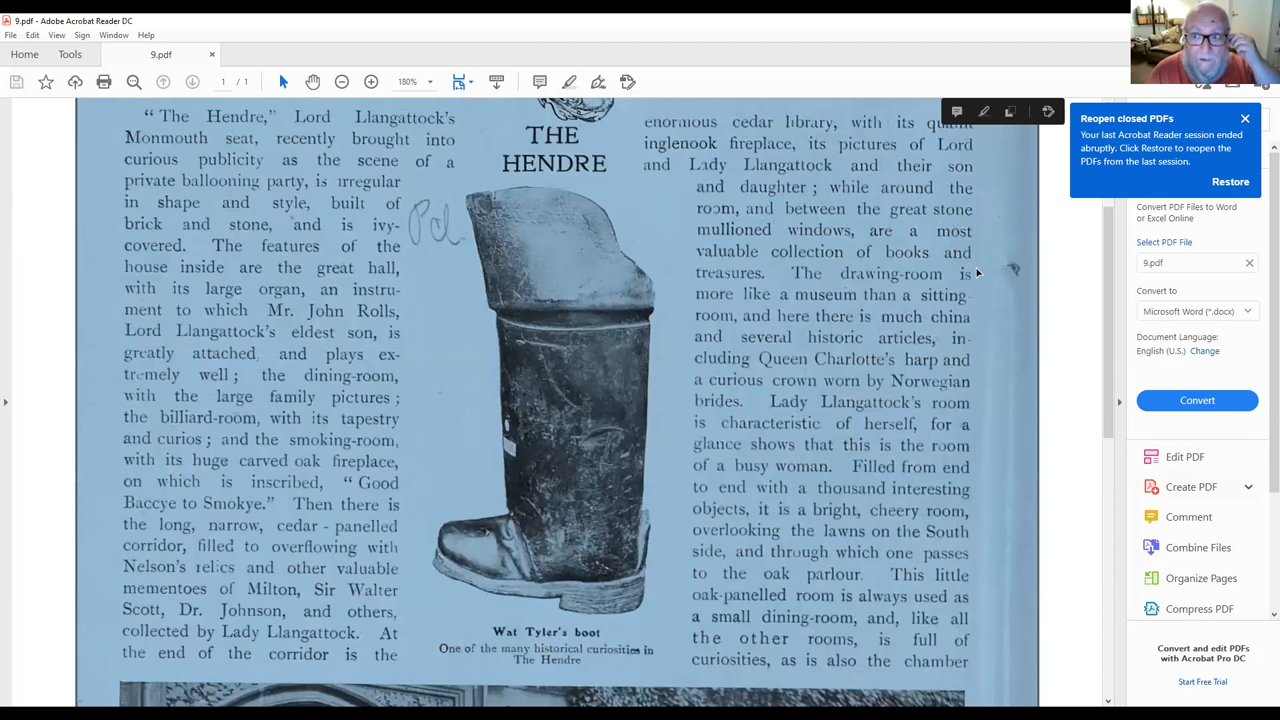 9.pdf - Adobe Acrobat Reader DC
File Edit View Sign Window Help
Home Tools 9.pdf
1 / 1 180%
"The Hendre," Lord Llangattock's
Monmouth seat, recently brought into
curious publicity as the scene of a
private ballooning party, is irregular
in shape and style, built of
brick and stone, and is ivy-
covered. The features of the
house inside are the great hall,
with its large organ, an instru-
ment to which Mr. John Rolls,
Lord Llangattock's eldest son, is
greatly attached and plays ex-
tremely well; the dining-room,
with the large family pictures;
the billiard-room, with its tapestry
and curios; and the smoking-room,
with its huge carved oak fireplace,
on which is inscribed, "Good
Baccye to Smokye." Then there is
the long, narrow, cedar-panelled
corridor, filled to overflowing with
Nelson's relics and other valuable
mementoes of Milton, Sir Walter
Scott, Dr. Johnson, and others,
collected by Lady Llangattock. At
the end of the corridor is the
THE
HENDRE
Wat Tyler's boot
One of the many historical curiosities in
The Hendre
enormous cedar library, with its quaint
inglenook fireplace, its pictures of Lord
and Lady Llangattock and their son
and daughter; while around the
room, and between the great stone
mullioned windows, are a most
valuable collection of books and
treasures. The drawing-room is
more like a museum than a sitting-
room, and here there is much china
and several historic articles, in-
cluding Queen Charlotte's harp and
a curious crown worn by Norwegian
brides. Lady Llangattock's room
is characteristic of herself, for a
glance shows that this is the room
of a busy woman. Filled from end
to end with a thousand interesting
objects, it is a bright, cheery room,
overlooking the lawns on the South
side, and through which one passes
to the oak parlour. This little
oak-panelled room is always used as
a small dining-room, and, like all
the other rooms, is full of
curiosities, as is also the chamber
Reopen closed PDFs
Your last Acrobat Reader session ended
abruptly. Click Restore to reopen the
PDFs from the last session.
Restore
Convert PDF Files to Word
or Excel Online
Select PDF File
9.pdf
Convert to
Microsoft Word (*.docx)
Document Language:
English (U.S.) Change
Convert
Edit PDF
Create PDF
Comment
Combine Files
Organize Pages
Compress PDF
Convert and edit PDFs
with Acrobat Pro DC
Start Free Trial